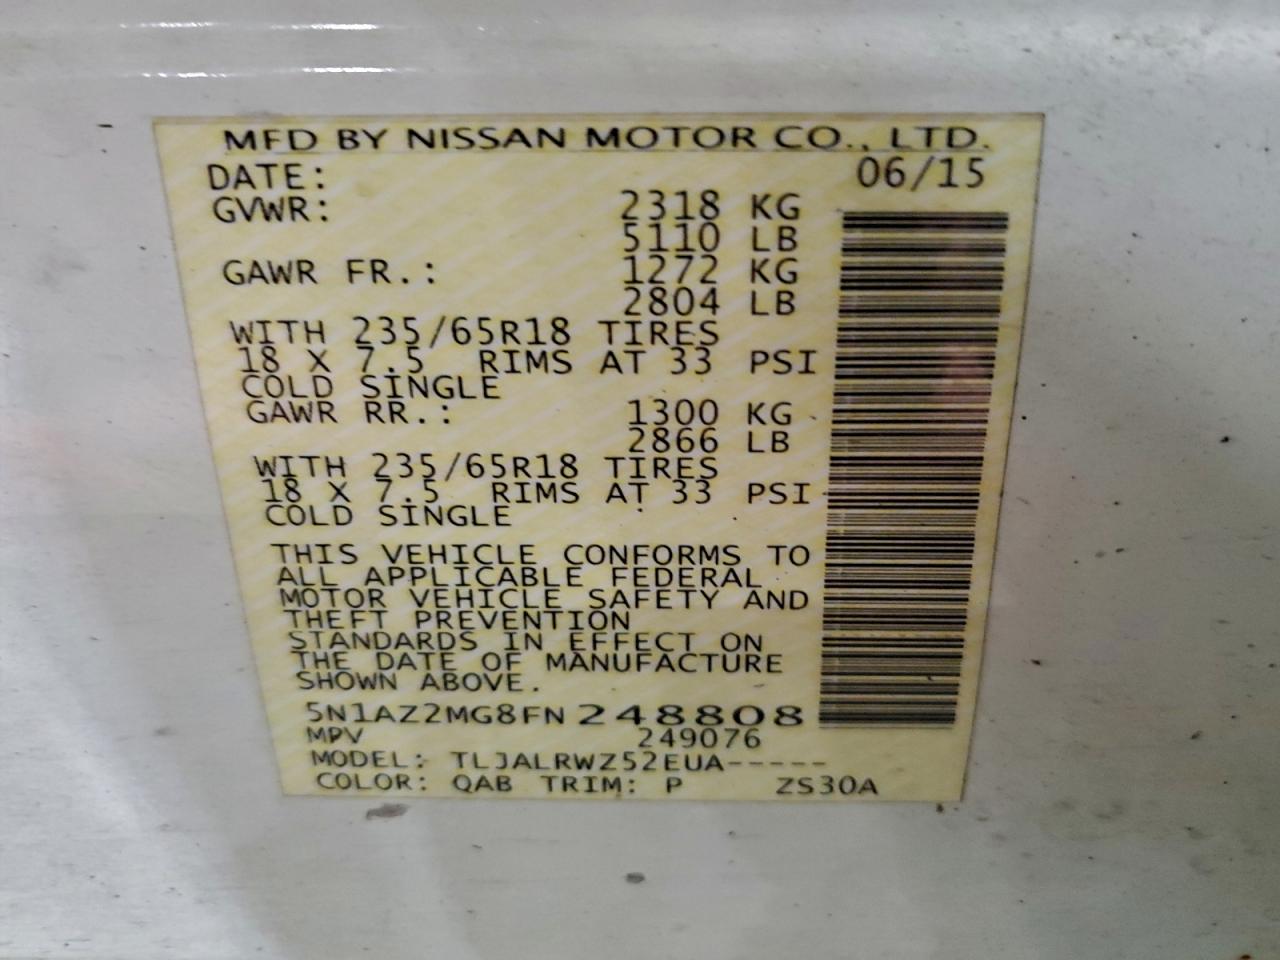 MFD BY NISSAN MOTOR CO., LTD.
DATE: 06/15
GVWR: 2318 KG
5110 LB
GAWR FR.: 1272 KG
2804 LB
WITH 235/65R18 TIRES
18 X 7.5 RIMS AT 33 PSI
COLD SINGLE
GAWR RR.: 1300 KG
2866 LB
WITH 235/65R18 TIRES
18 X 7.5 RIMS AT 33 PSI
COLD SINGLE
THIS VEHICLE CONFORMS TO
ALL APPLICABLE FEDERAL
MOTOR VEHICLE SAFETY AND
THEFT PREVENTION
STANDARDS IN EFFECT ON
THE DATE OF MANUFACTURE
SHOWN ABOVE.
5N1AZ2MG8FN248808
MPV 249076
MODEL: TLJALRWZ52EUA-----
COLOR: QAB TRIM: P ZS30A